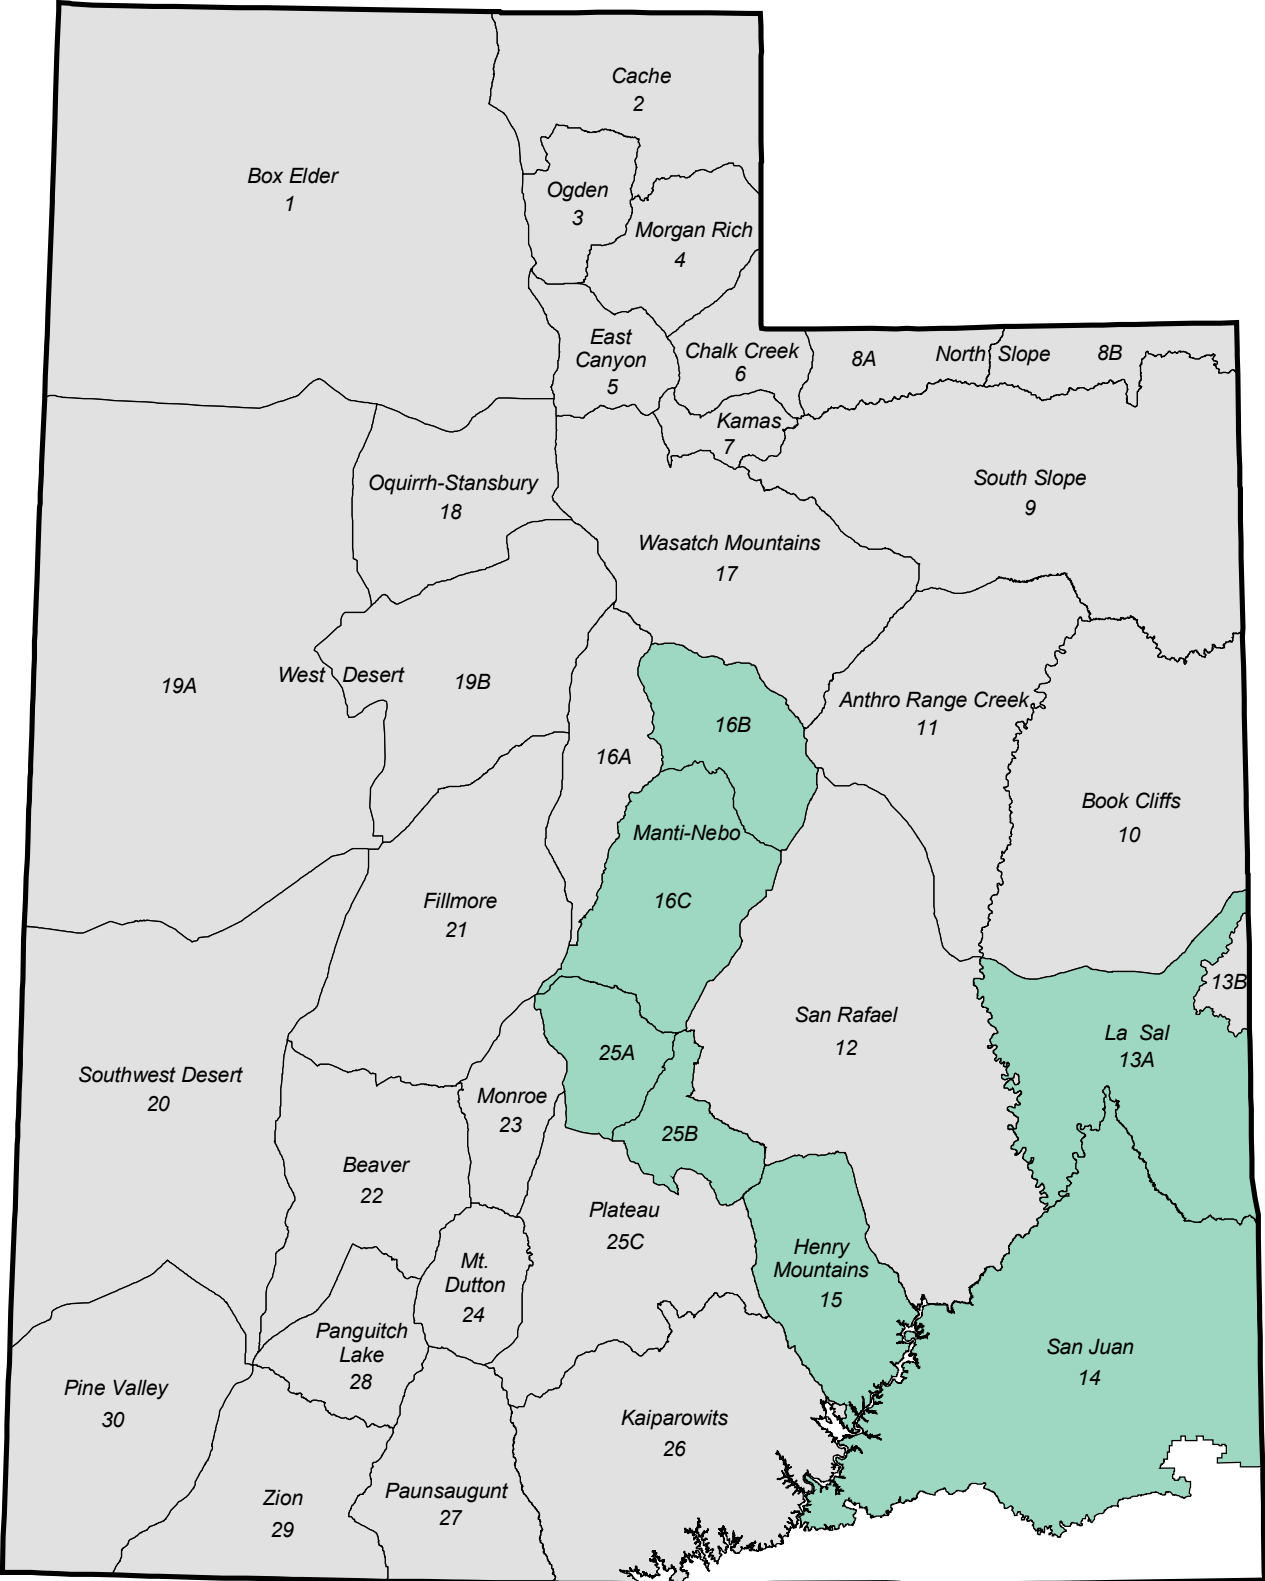 Cache
2
Box Elder
1
Ogden
3
Morgan Rich
4
East
Canyon
5
Chalk Creek
6
8A
North Slope
8B
Kamas
7
South Slope
9
Oquirrh-Stansbury
18
Wasatch Mountains
17
19A
West Desert
19B
16A
16B
Anthro Range Creek
11
Book Cliffs
10
Manti-Nebo
16C
Fillmore
21
13B
La Sal
13A
San Rafael
12
25A
Southwest Desert
20
Monroe
23
25B
Beaver
22
Plateau
25C
Mt.
Dutton
24
Henry
Mountains
15
Panguitch
Lake
28
San Juan
14
Pine Valley
30
Kaiparowits
26
Zion
29
Paunsaugunt
27